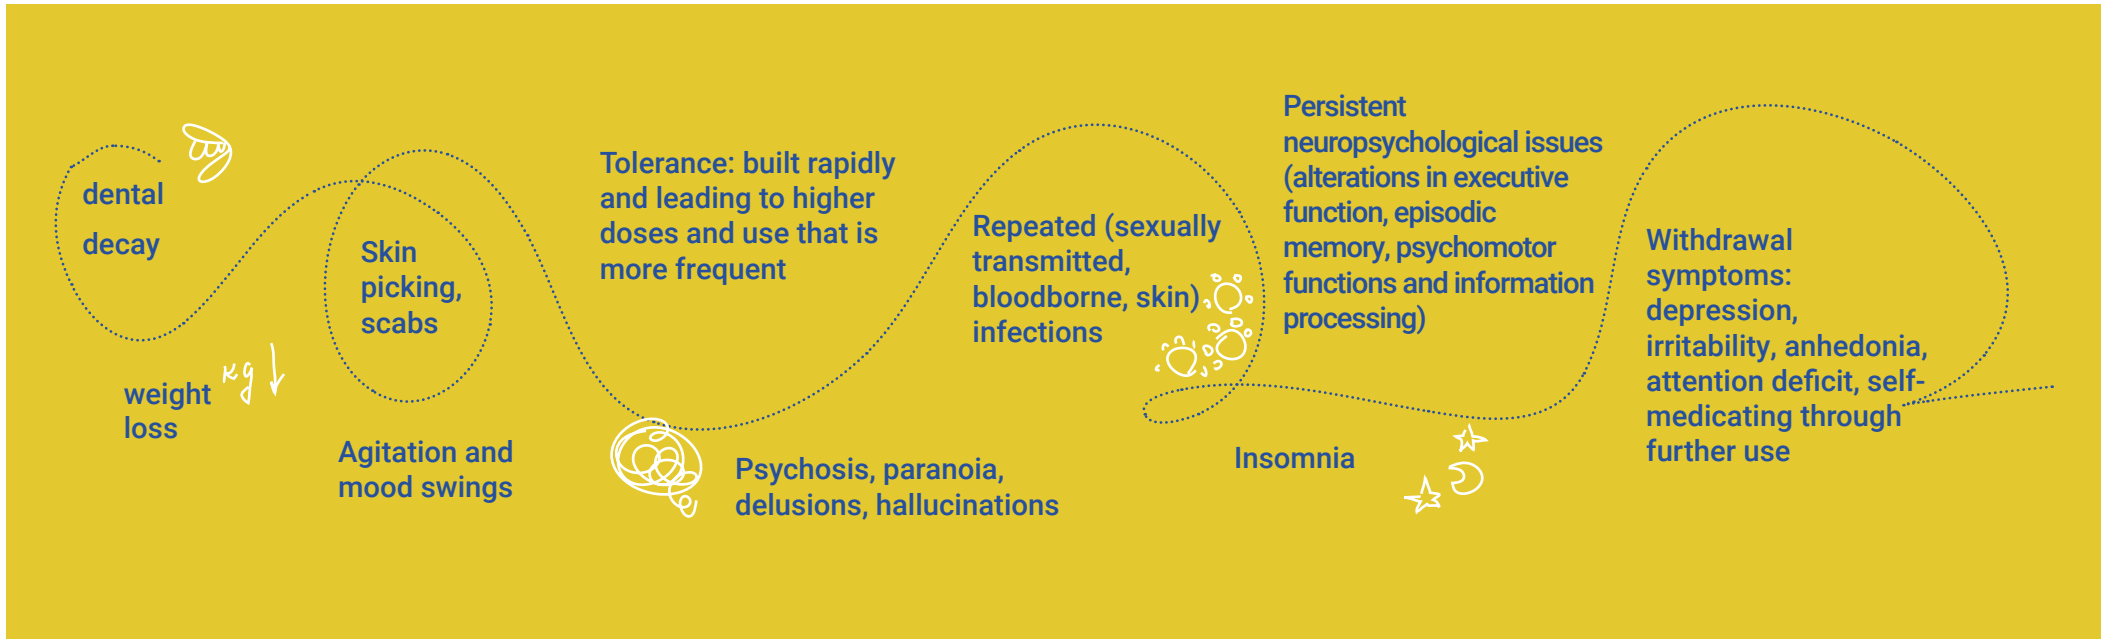 dental
decay
weight
loss
kg
Skin
picking,
scabs
Agitation and
mood swings
Tolerance: built rapidly
and leading to higher
doses and use that is
more frequent
Psychosis, paranoia,
delusions, hallucinations
Repeated (sexually
transmitted,
bloodborne, skin)
infections
Persistent
neuropsychological issues
(alterations in executive
function, episodic
memory, psychomotor
functions and information
processing)
Insomnia
Withdrawal
symptoms:
depression,
irritability, anhedonia,
attention deficit, self-
medicating through
further use